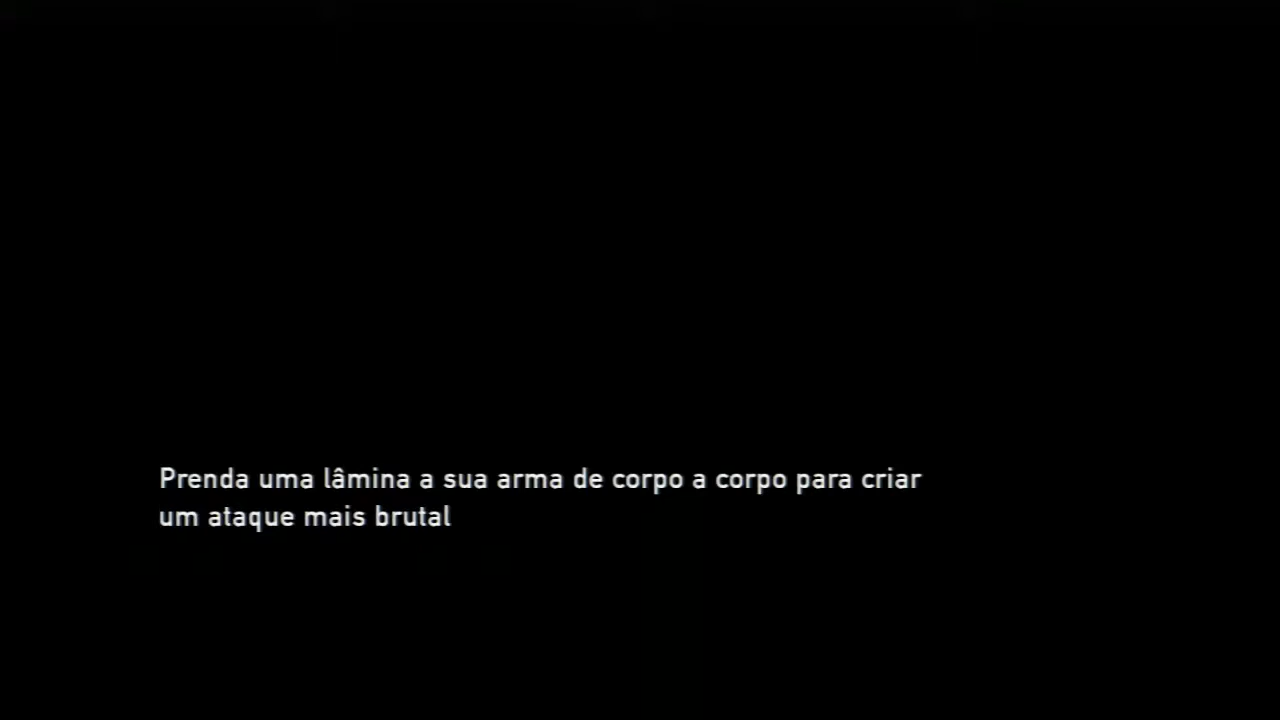 Prenda uma lâmina a sua arma de corpo a corpo para criar
um ataque mais brutal